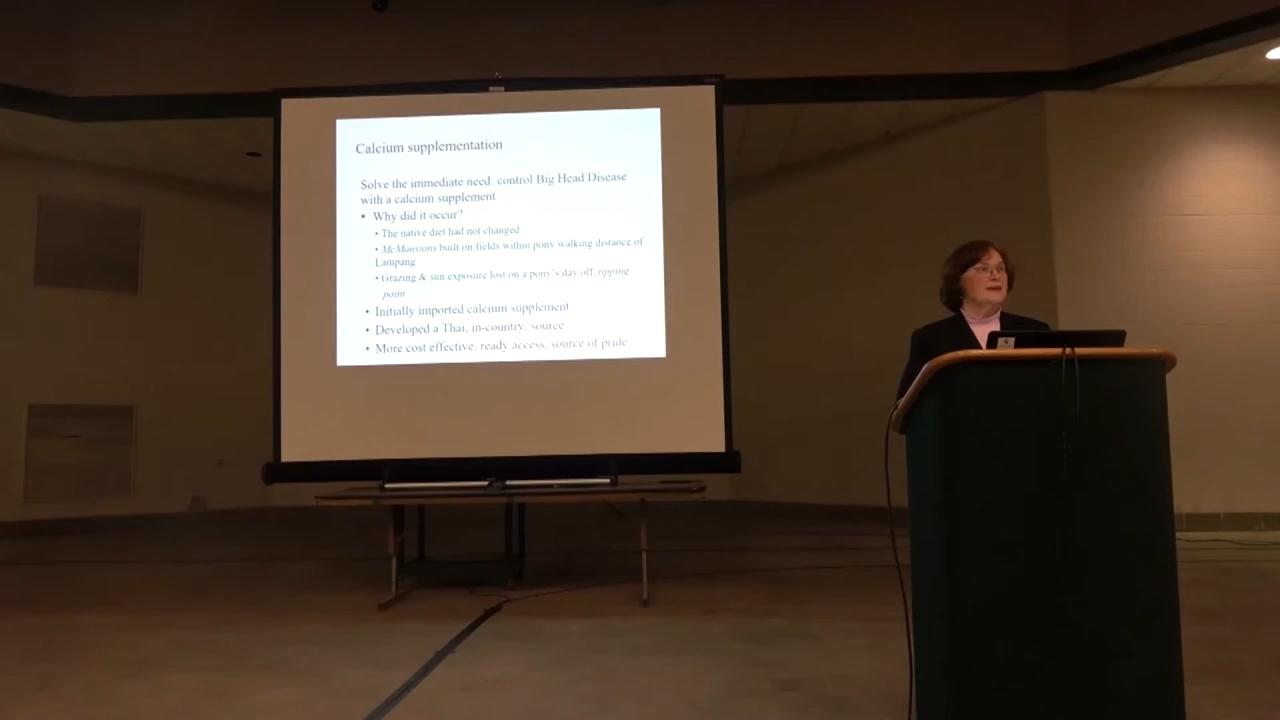 Calcium supplementation
Solve the immediate need: control Big Head Disease
with a calcium supplement
• Why did it occur?
• The native diet had not changed
• McMansions built on fields within pony walking distance of
Lampang
• Grazing & sun exposure lost on a pony's day off: tipping
point
• Initially imported calcium supplement
• Developed a Thai, in-country, source
• More cost effective, ready access, source of pride